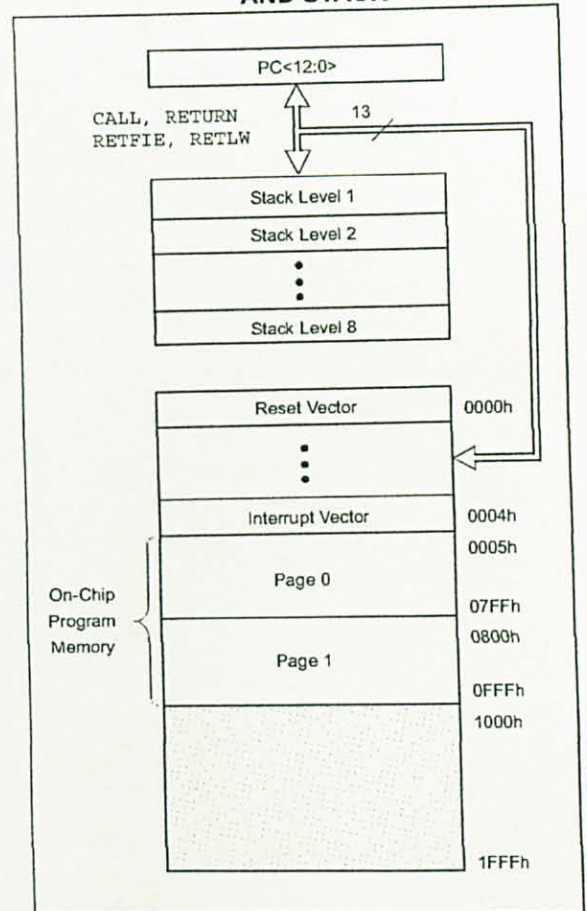 AND STACK
PC<12:0>
CALL, RETURN
RETFIE, RETLW
13
Stack Level 1
Stack Level 2
Stack Level 8
Reset Vector
0000h
Interrupt Vector
0004h
0005h
Page 0
07FFh
On-Chip
Program
Memory
0800h
Page 1
0FFFh
1000h
1FFFh